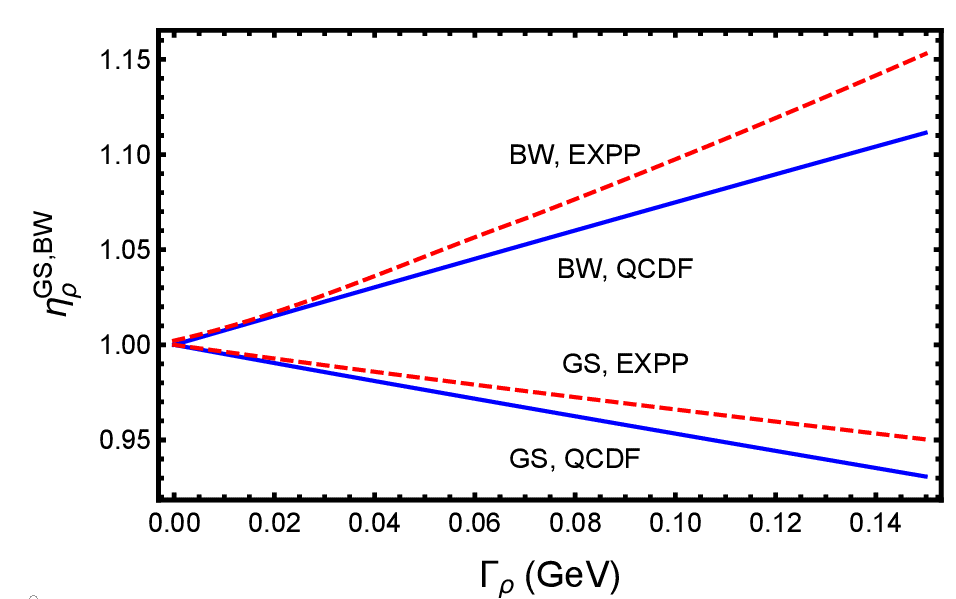 1.15
BW, EXPP
1.10
BW, QCDF
1.05
η_ρ^GS,BW
1.00
GS, EXPP
0.95
GS, QCDF
0.00 0.02 0.04 0.06 0.08 0.10 0.12 0.14
Γ_ρ (GeV)